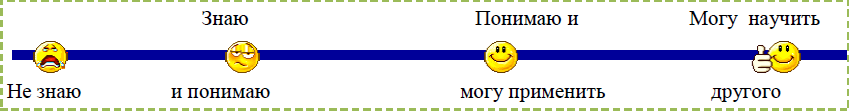 Знаю Понимаю и Могу научить
Не знаю и понимаю могу применить другого